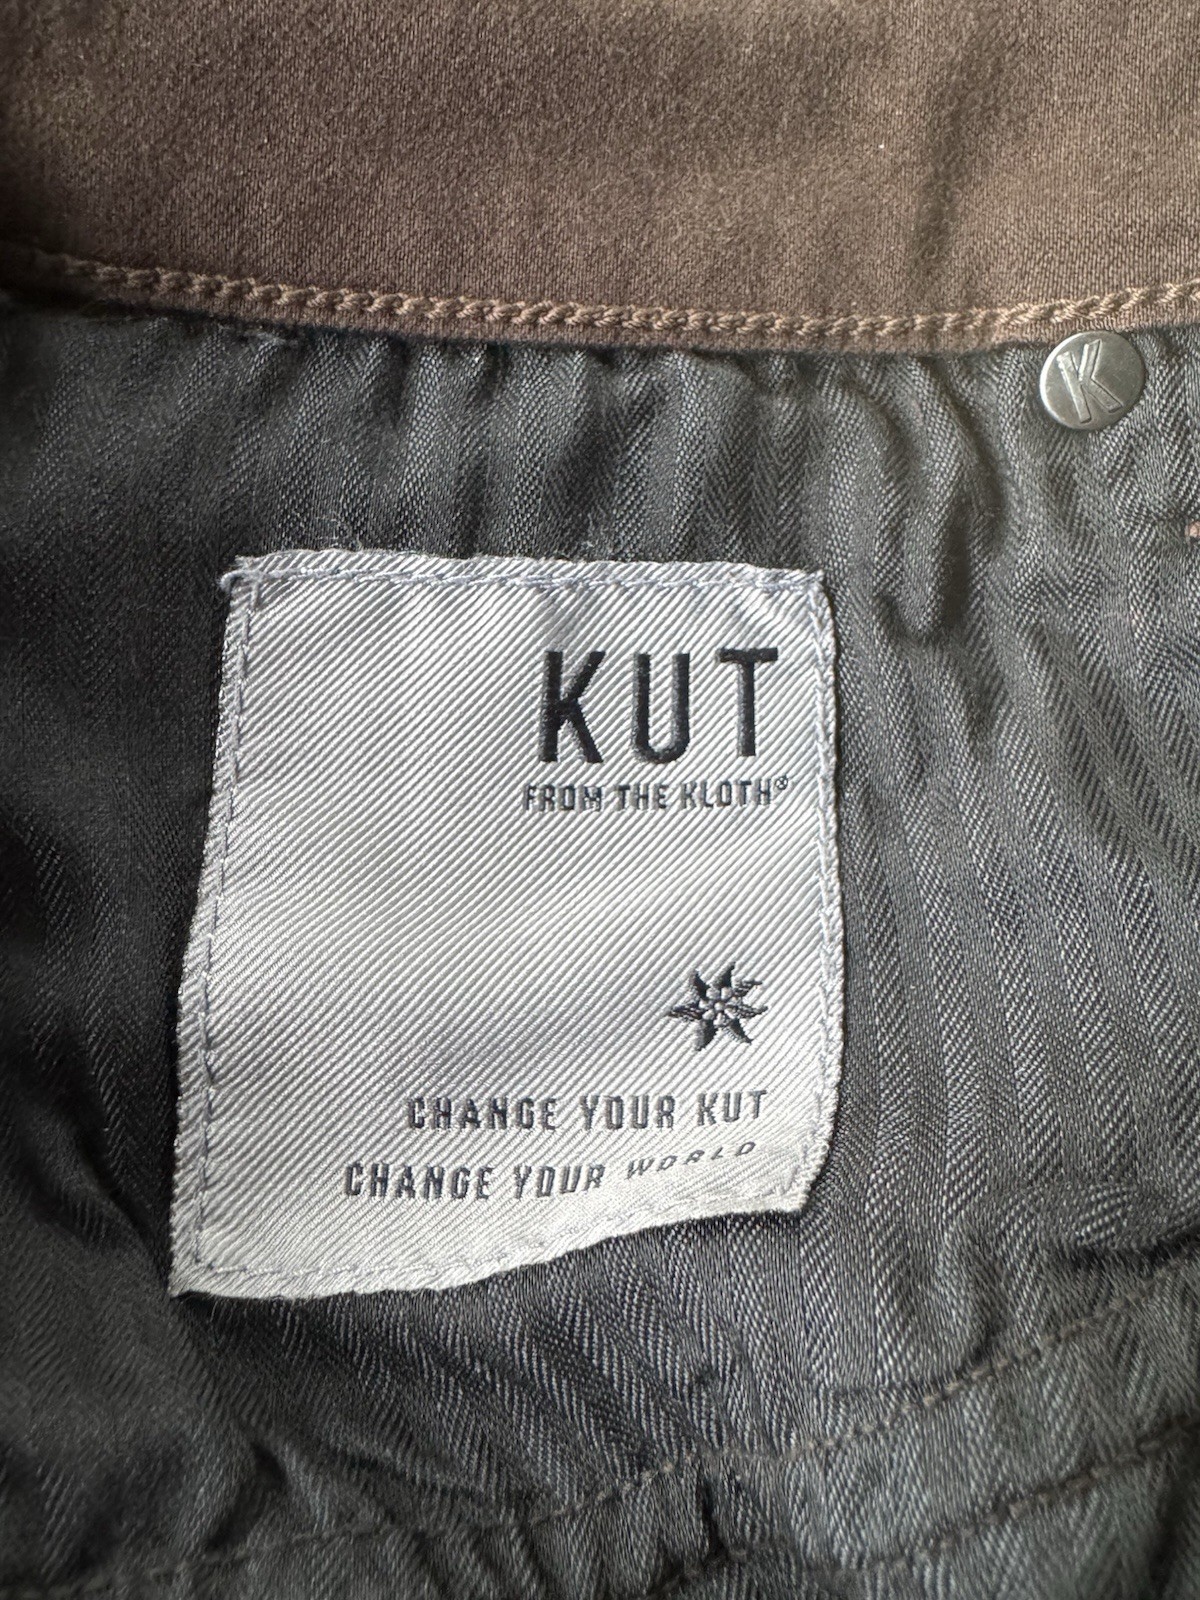 K
KUT
FROM THE KLOTH®
CHANGE YOUR KUT
CHANGE YOUR WORLD